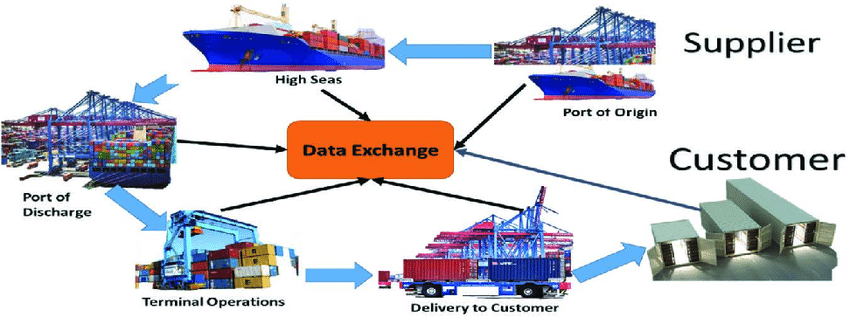 Supplier
High Seas
Port of Origin
Data Exchange
Customer
Port of
Discharge
Terminal Operations
Delivery to Customer